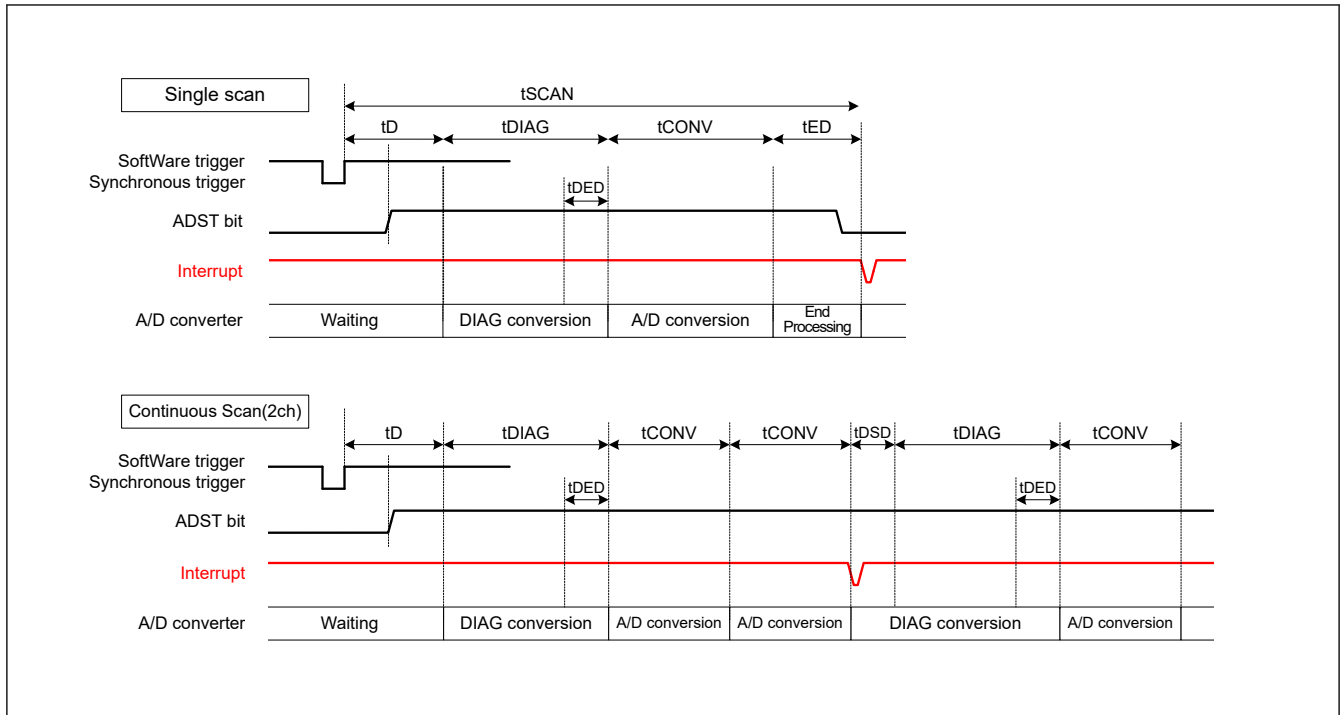 Single scan
tSCAN
tD tDIAG tCONV tED
SoftWare trigger
Synchronous trigger
tDED
ADST bit
Interrupt
A/D converter Waiting DIAG conversion A/D conversion End Processing
Continuous Scan(2ch)
tD tDIAG tCONV tCONV tDSD tDIAG tCONV
SoftWare trigger
Synchronous trigger
tDED tDED
ADST bit
Interrupt
A/D converter Waiting DIAG conversion A/D conversion A/D conversion DIAG conversion A/D conversion